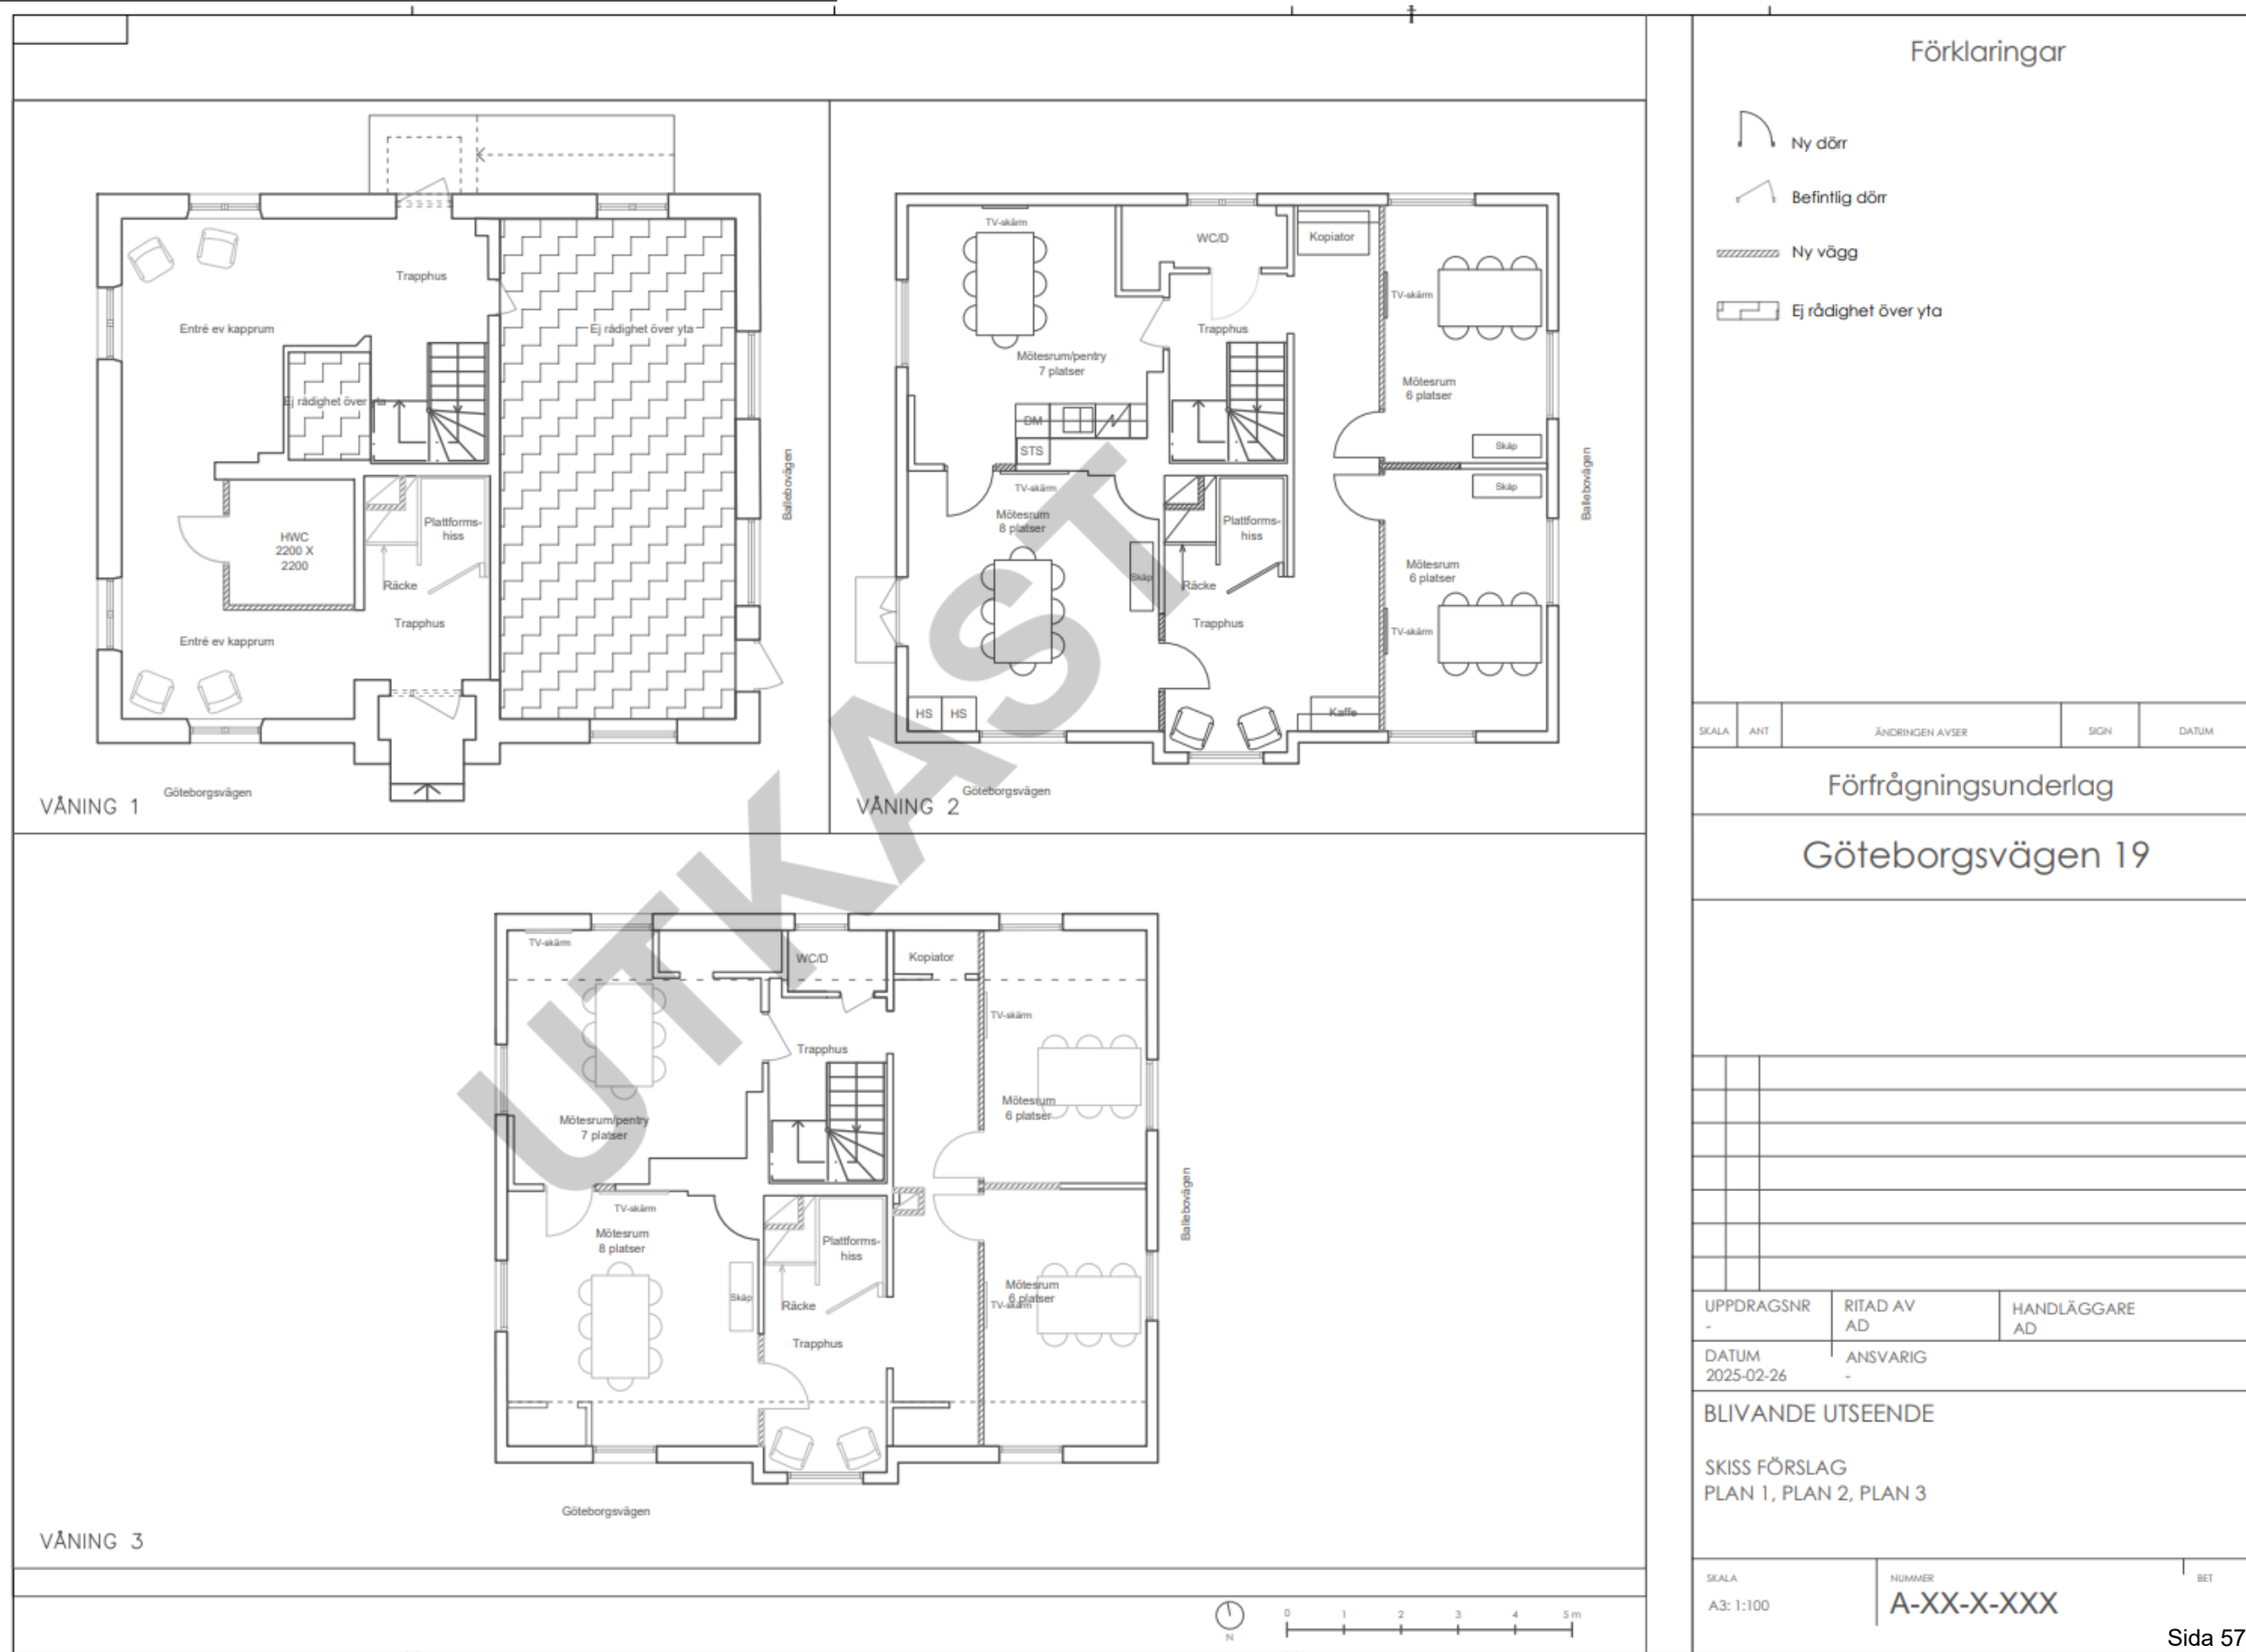 Trapphus
Entré ev kapprum
Ej rådighet över yta
Ej rådighet över yta
HWC
2200 X
2200
Plattforms-
hiss
Räcke
Trapphus
Entré ev kapprum
Ballebovägen
Göteborgsvägen
VÅNING 1
TV-skärm
WC/D
Kopiator
TV-skärm
Trapphus
Mötesrum/pentry
7 platser
Mötesrum
6 platser
DM
STS
Skåp
Skåp
TV-skärm
Mötesrum
8 platser
Plattforms-
hiss
Skåp
Räcke
Trapphus
Mötesrum
6 platser
TV-skärm
HS
HS
Kaffe
Ballebovägen
Göteborgsvägen
VÅNING 2
UTKAST
TV-skärm
WC/D
Kopiator
TV-skärm
Trapphus
Mötesrum/pentry
7 platser
Mötesrum
6 platser
TV-skärm
Mötesrum
8 platser
Plattforms-
hiss
Skåp
Räcke
Trapphus
Mötesrum
6 platser
TV-skärm
Ballebovägen
Göteborgsvägen
VÅNING 3
N
0 1 2 3 4 5 m
Förklaringar
Ny dörr
Befintlig dörr
Ny vägg
Ej rådighet över yta
SKALA ANT ÄNDRINGEN AVSER SIGN DATUM
Förfrågningsunderlag
Göteborgsvägen 19
UPPDRAGSNR RITAD AV HANDLÄGGARE
- AD AD
DATUM ANSVARIG
2025-02-26 -
BLIVANDE UTSEENDE
SKISS FÖRSLAG
PLAN 1, PLAN 2, PLAN 3
SKALA NUMMER BET
A3: 1:100 A-XX-X-XXX
Sida 57